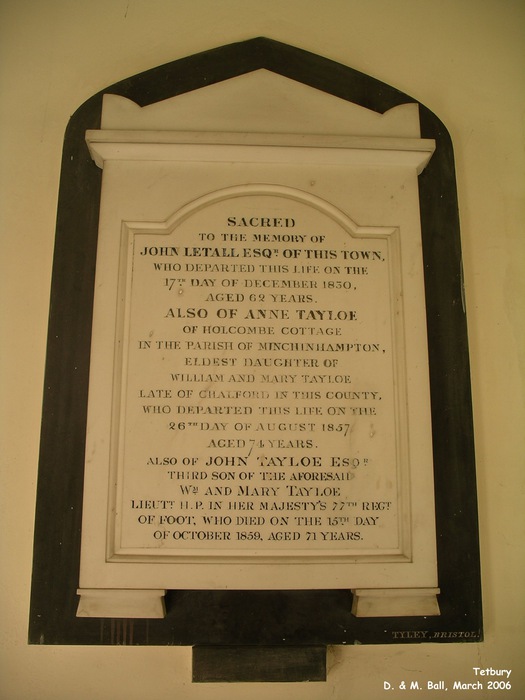 SACRED
TO THE MEMORY OF
JOHN LETALL ESQR. OF THIS TOWN,
WHO DEPARTED THIS LIFE ON THE
17TH DAY OF DECEMBER 1830,
AGED 62 YEARS.
ALSO OF ANNE TAYLOE
OF HOLCOMBE COTTAGE
IN THE PARISH OF MINCHINHAMPTON,
ELDEST DAUGHTER OF
WILLIAM AND MARY TAYLOE
LATE OF CHALFORD IN THIS COUNTY,
WHO DEPARTED THIS LIFE ON THE
26TH DAY OF AUGUST 1857
AGED 74 YEARS.
ALSO OF JOHN TAYLOE ESQR
THIRD SON OF THE AFORESAID
WM AND MARY TAYLOE
LIEUT. H.P. IN HER MAJESTY'S 77TH REGT
OF FOOT, WHO DIED ON THE 15TH DAY
OF OCTOBER 1859, AGED 71 YEARS.
TYLEY, BRISTOL.
Tetbury
D. & M. Ball, March 2006